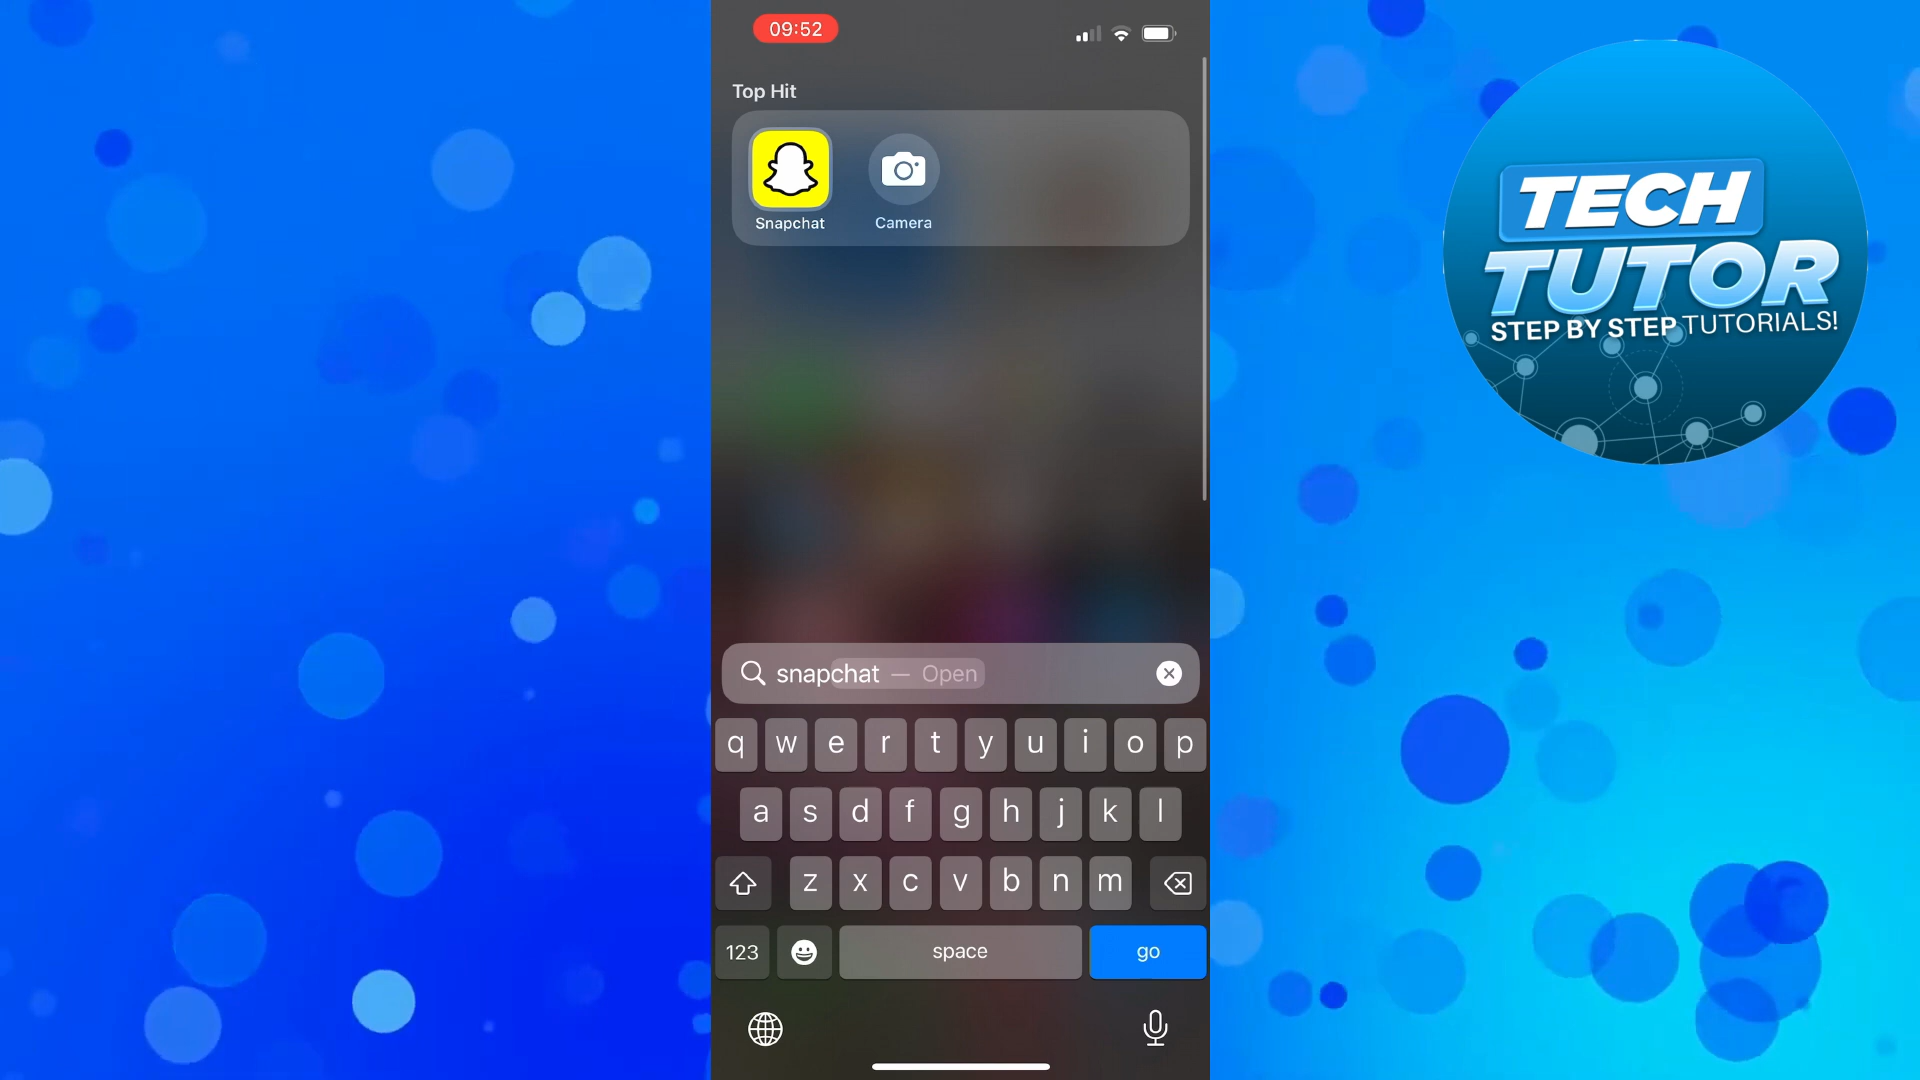 09:52
Top Hit
Snapchat
Camera
TECH
TUTOR
STEP BY STEP TUTORIALS!
snapchat — Open
q w e r t y u i o p
a s d f g h j k l
z x c v b n m
123 space go